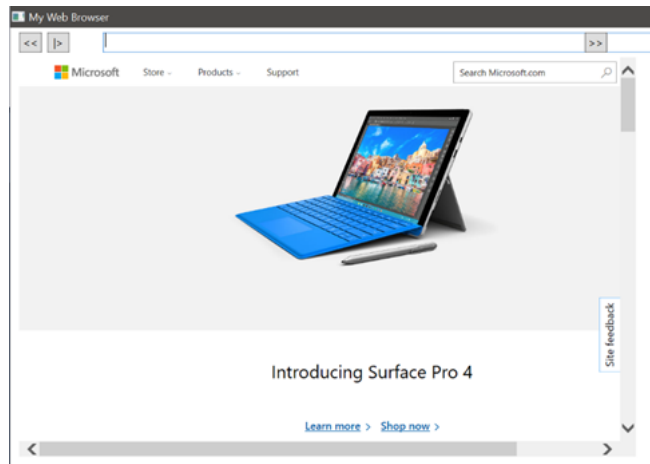 My Web Browser
<< |> >>
Microsoft Store Products Support Search Microsoft.com
Site feedback
Introducing Surface Pro 4
Learn more > Shop now >